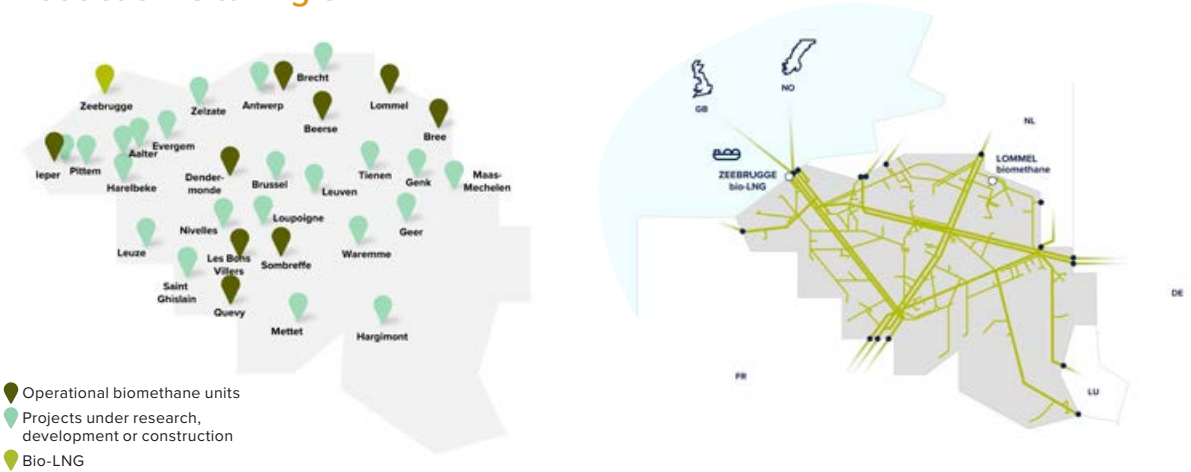 Zeebrugge
Zelzate
Antwerp
Brecht
Lommel
Beerse
Bree
Ieper
Pittem
Aalter
Evergem
Harelbeke
Dender-
monde
Brussel
Leuven
Tienen
Genk
Maas-
Mechelen
Nivelles
Loupoigne
Geer
Leuze
Les Bons
Villers
Sombreffe
Waremme
Saint
Ghislain
Quevy
Mettet
Hargimont
Operational biomethane units
Projects under research,
development or construction
Bio-LNG
GB
NO
NL
ZEEBRUGGE
bio-LNG
LOMMEL
biomethane
DE
FR
LU